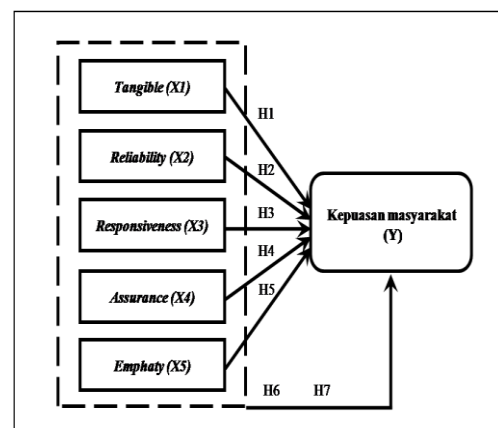 Tangible (X1)
H1
Reliability (X2)
H2
Responsiveness (X3)
H3
Kepuasan masyarakat
(Y)
H4
Assurance (X4)
H5
Emphaty (X5)
H6 H7